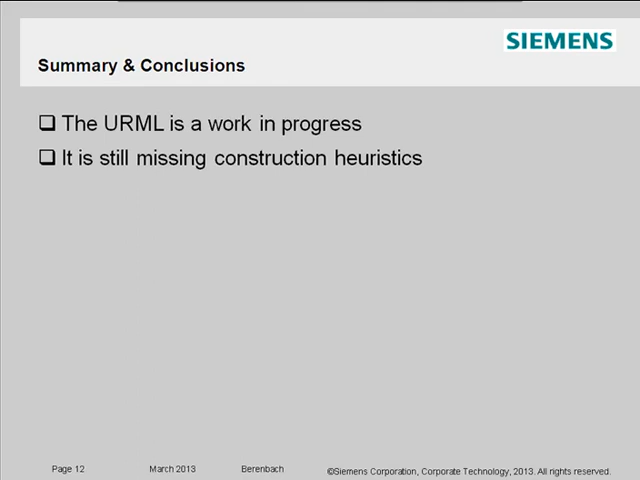 SIEMENS
Summary & Conclusions
The URML is a work in progress
It is still missing construction heuristics
Page 12 March 2013 Berenbach ©Siemens Corporation, Corporate Technology, 2013. All rights reserved.